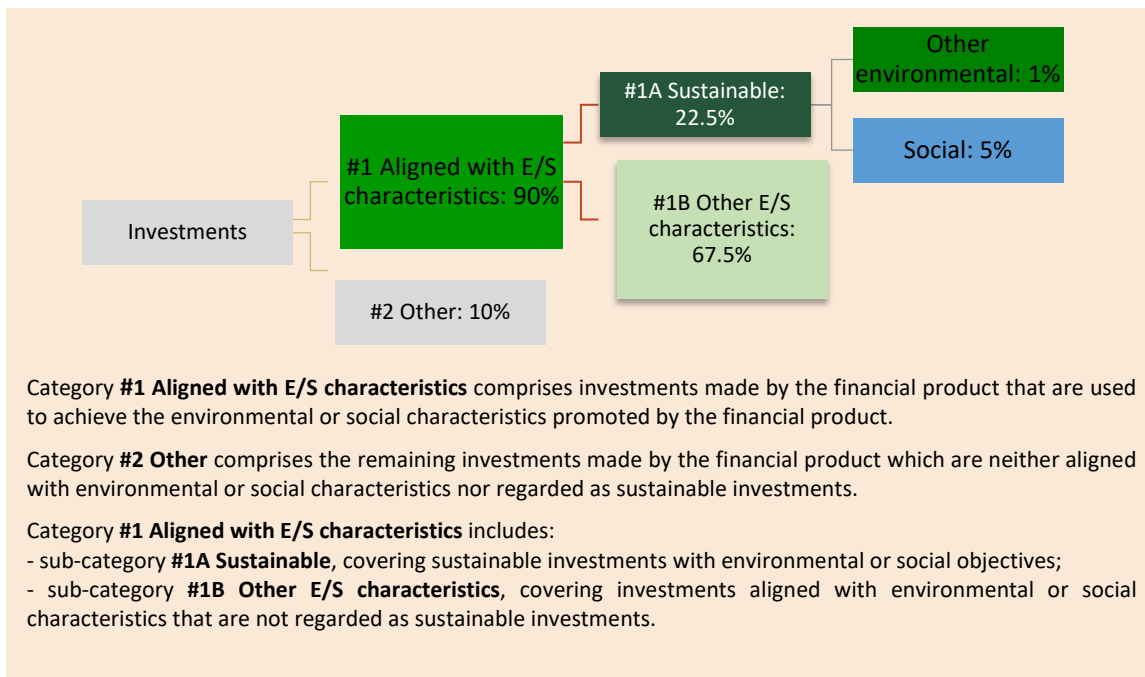 Other
environmental: 1%
#1A Sustainable:
22.5%
Social: 5%
#1 Aligned with E/S
characteristics: 90%
#1B Other E/S
characteristics:
67.5%
Investments
#2 Other: 10%
Category #1 Aligned with E/S characteristics comprises investments made by the financial product that are used
to achieve the environmental or social characteristics promoted by the financial product.
Category #2 Other comprises the remaining investments made by the financial product which are neither aligned
with environmental or social characteristics nor regarded as sustainable investments.
Category #1 Aligned with E/S characteristics includes:
- sub-category #1A Sustainable, covering sustainable investments with environmental or social objectives;
- sub-category #1B Other E/S characteristics, covering investments aligned with environmental or social
characteristics that are not regarded as sustainable investments.